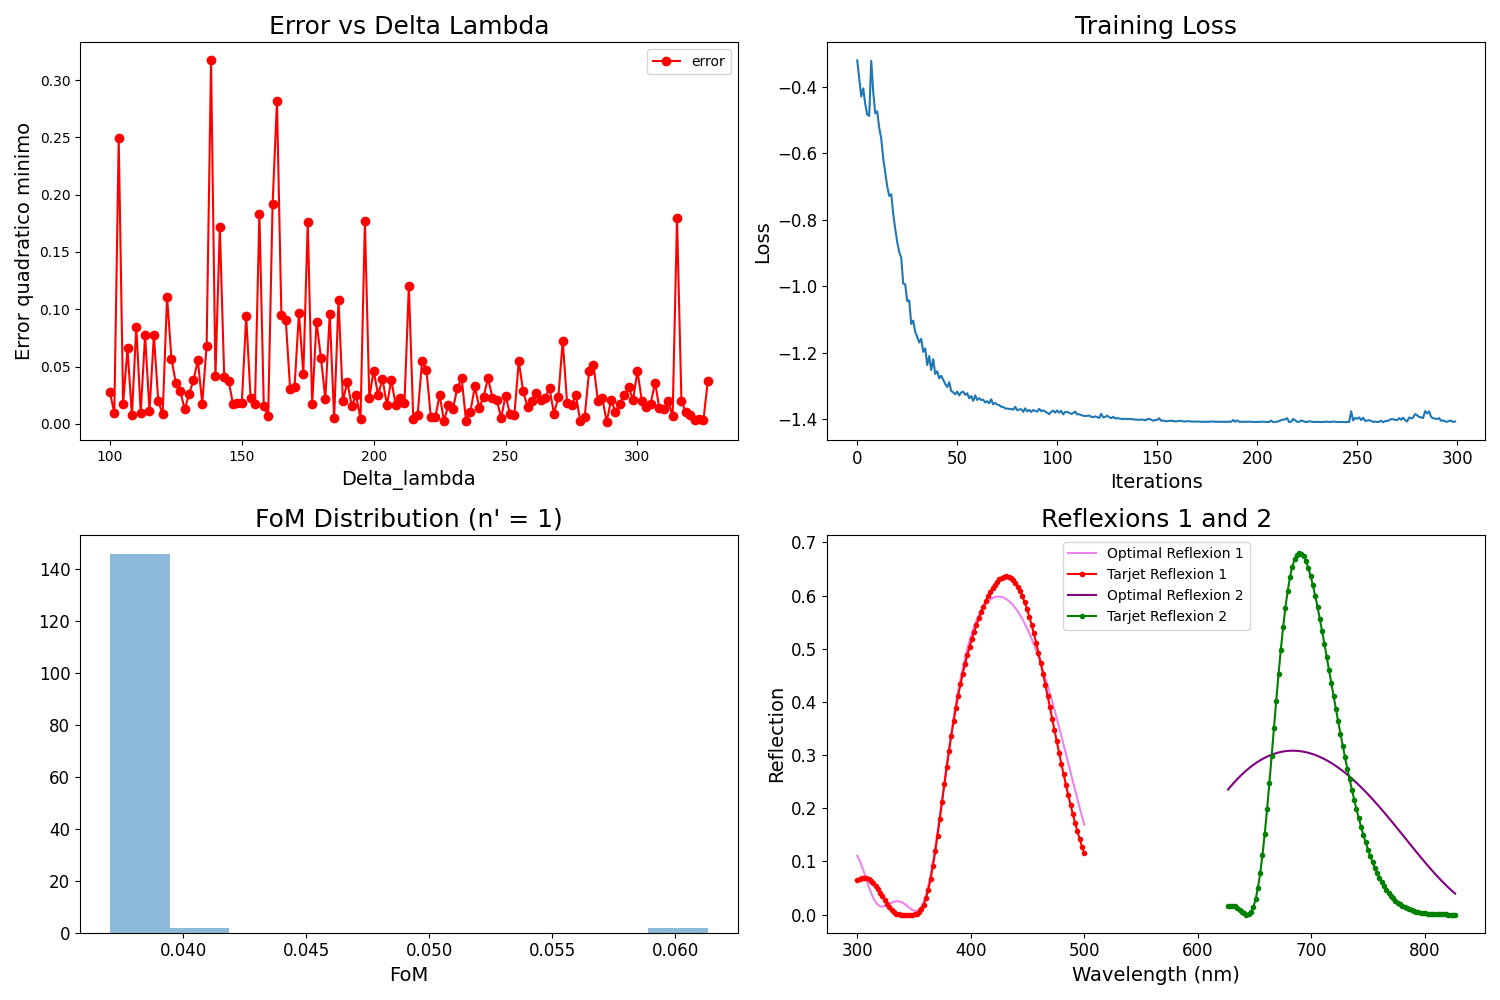 Error vs Delta Lambda
error
0.30
0.25
0.20
0.15
0.10
0.05
0.00
Error quadratico minimo
100 150 200 250 300
Delta_lambda
Training Loss
−0.4
−0.6
−0.8
−1.0
−1.2
−1.4
Loss
0 50 100 150 200 250 300
Iterations
FoM Distribution (n' = 1)
140
120
100
80
60
40
20
0
0.040 0.045 0.050 0.055 0.060
FoM
Reflexions 1 and 2
Optimal Reflexion 1
Tarjet Reflexion 1
Optimal Reflexion 2
Tarjet Reflexion 2
0.7
0.6
0.5
0.4
0.3
0.2
0.1
0.0
Reflection
300 400 500 600 700 800
Wavelength (nm)